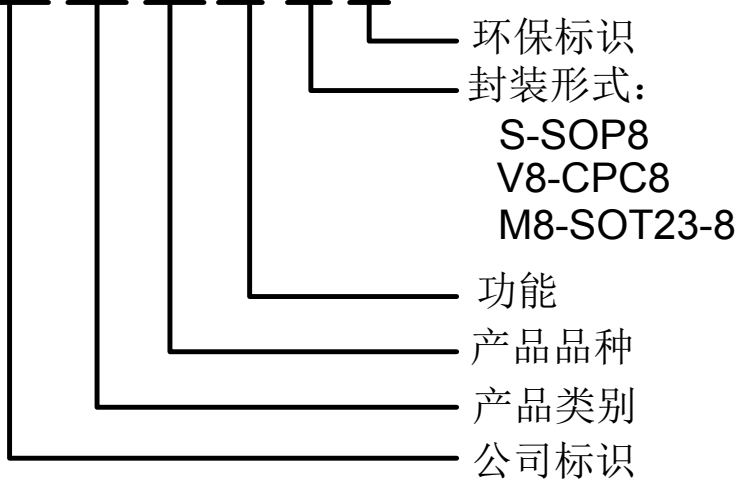 环保标识
封装形式：
S-SOP8
V8-CPC8
M8-SOT23-8
功能
产品品种
产品类别
公司标识